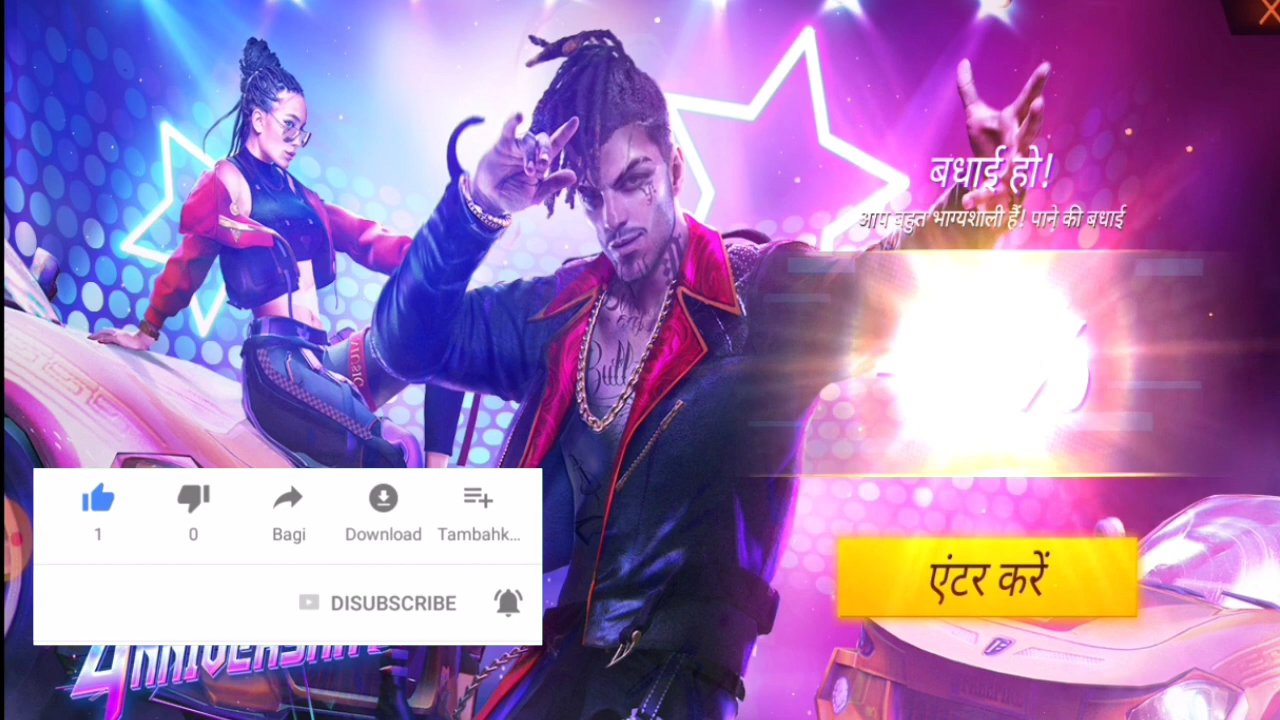 बधाई हो!
आप बहुत भाग्यशाली हैं! पाने की बधाई
1
0
Bagi
Download
Tambahk...
DISUBSCRIBE
एंटर करें